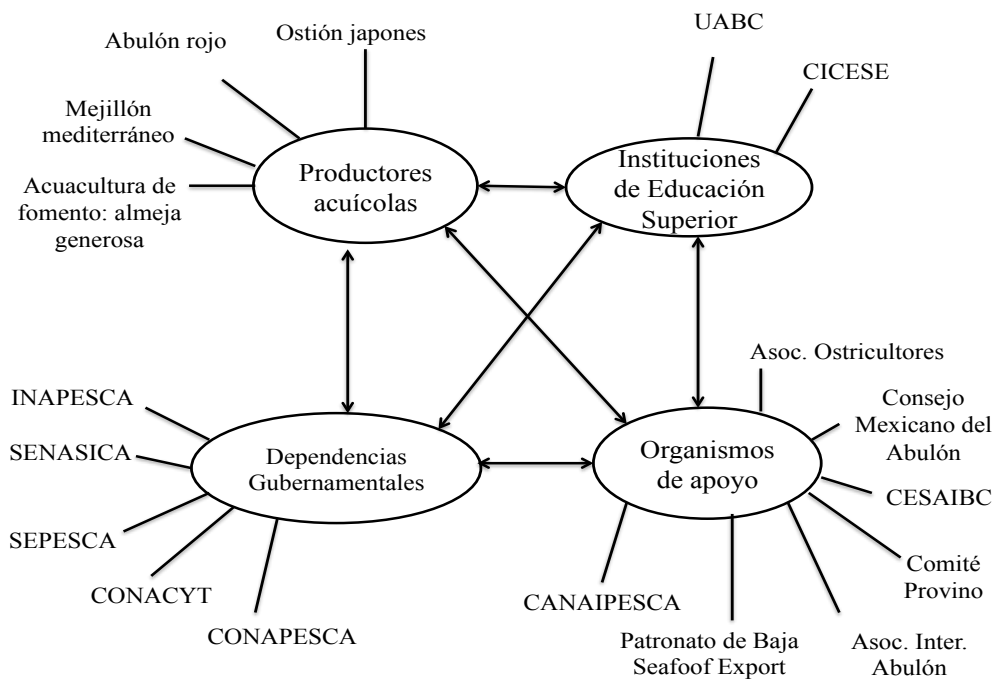 UABC
Ostión japones
Abulón rojo
CICESE
Mejillón
mediterráneo
Productores
acuícolas
Instituciones
de Educación
Superior
Acuacultura de
fomento: almeja
generosa
Asoc. Ostricultores
INAPESCA
Consejo
Mexicano del
Abulón
SENASICA
Dependencias
Gubernamentales
Organismos
de apoyo
CESAIBC
SEPESCA
Comité
Provino
CONACYT
CANAIPESCA
CONAPESCA
Patronato de Baja
Seafoof Export
Asoc. Inter.
Abulón